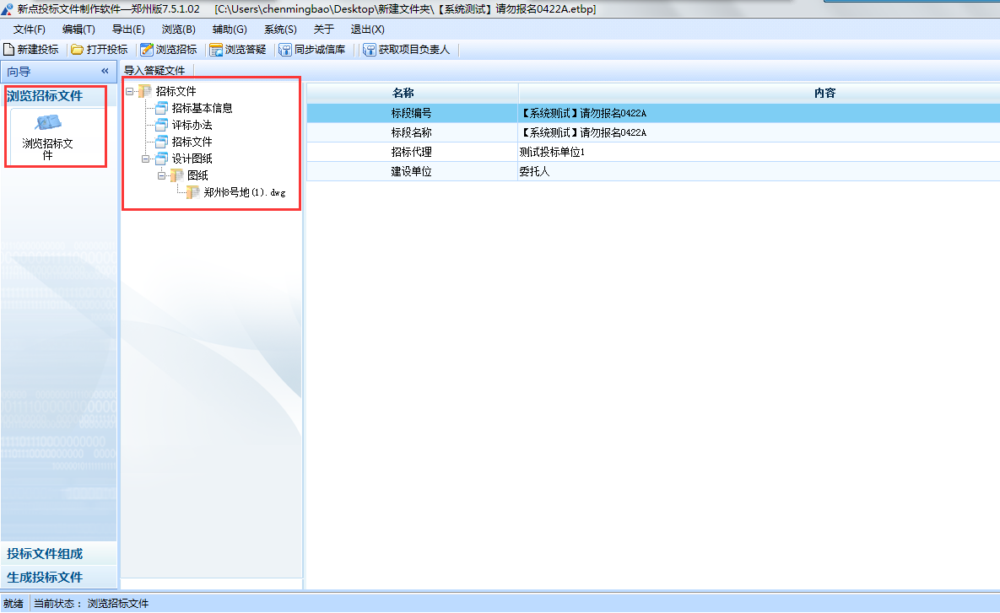 新点投标文件制作软件—郑州版7.5.1.02 [C:\Users\chenmingbao\Desktop\新建文件夹\【系统测试】请勿报名0422A.etbp]
文件(F) 编辑(T) 导出(E) 浏览(B) 辅助(G) 系统(S) 关于 退出(X)
新建投标 打开投标 浏览招标 浏览答疑 同步诚信库 获取项目负责人
向导 «
导入答疑文件
浏览招标文件
浏览招标文
件
招标文件
招标基本信息
评标办法
招标文件
设计图纸
图纸
郑州8号地(1).dwg
名称 内容
标段编号 【系统测试】请勿报名0422A
标段名称 【系统测试】请勿报名0422A
招标代理 测试投标单位1
建设单位 委托人
投标文件组成
生成投标文件
就绪 当前状态： 浏览招标文件